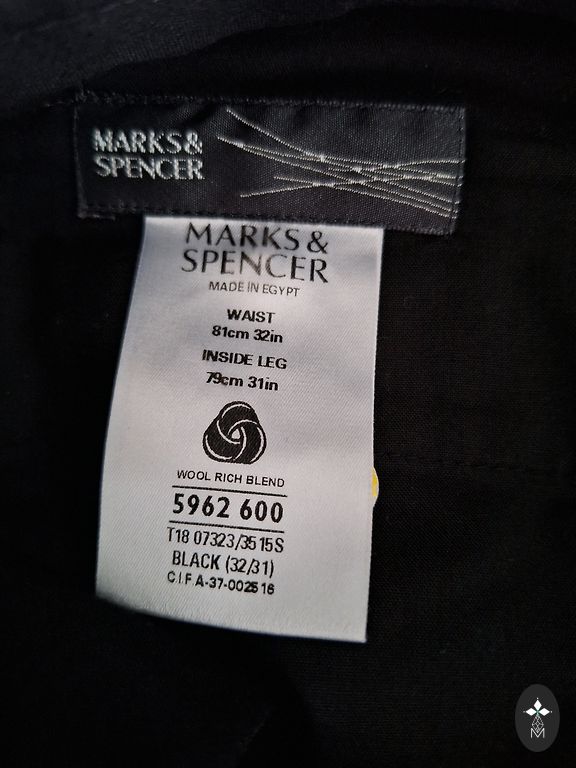 MARKS &
SPENCER
MARKS &
SPENCER
MADE IN EGYPT
WAIST
81cm 32in
INSIDE LEG
79cm 31in
WOOL RICH BLEND
5962 600
T18 07323/3515S
BLACK (32/31)
C.I.F.A-37-002516
M